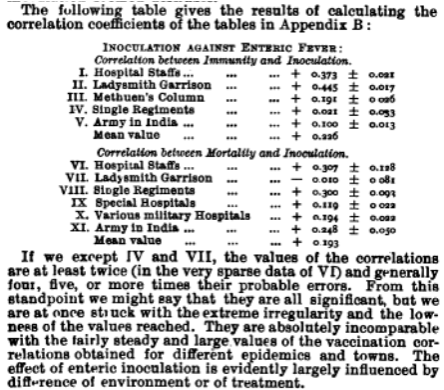 The following table gives the results of calculating the
correlation coefficients of the tables in Appendix B :
INOCULATION AGAINST ENTERIC FEVER :
Correlation between Immunity and Inoculation.
I. Hospital Staffs ... ... ... + 0.373 ± 0.021
II. Ladysmith Garrison ... ... + 0.445 ± 0.017
III. Methuen's Column ... ... + 0.191 ± 0 026
IV. Single Regiments ... ... + 0.021 ± 0.033
V. Army in India ... ... ... + 0.100 ± 0.013
Mean value ... ... + 0.226
Correlation between Mortality and Inoculation.
VI. Hospital Staffs ... ... ... + 0.307 ± 0.128
VII. Ladysmith Garrison ... ... — 0.010 ± 0 081
VIII. Single Regiments ... ... + 0.300 ± 0.093
IX Special Hospitals ... ... + 0.119 ± 0 022
X. Various military Hospitals ... + 0.194 ± 0.022
XI. Army in India ... ... ... + 0.248 ± 0.050
Mean value ... ... ... + 0 193
If we except IV and VII, the values of the correlations
are at least twice (in the very sparse data of VI) and generally
four, five, or more times their probable errors. From this
standpoint we might say that they are all significant, but we
are at once struck with the extreme irregularity and the low-
ness of the values reached. They are absolutely incomparable
with the fairly steady and large values of the vaccination cor-
relations obtained for different epidemics and towns. The
effect of enteric inoculation is evidently largely influenced by
difference of environment or of treatment.